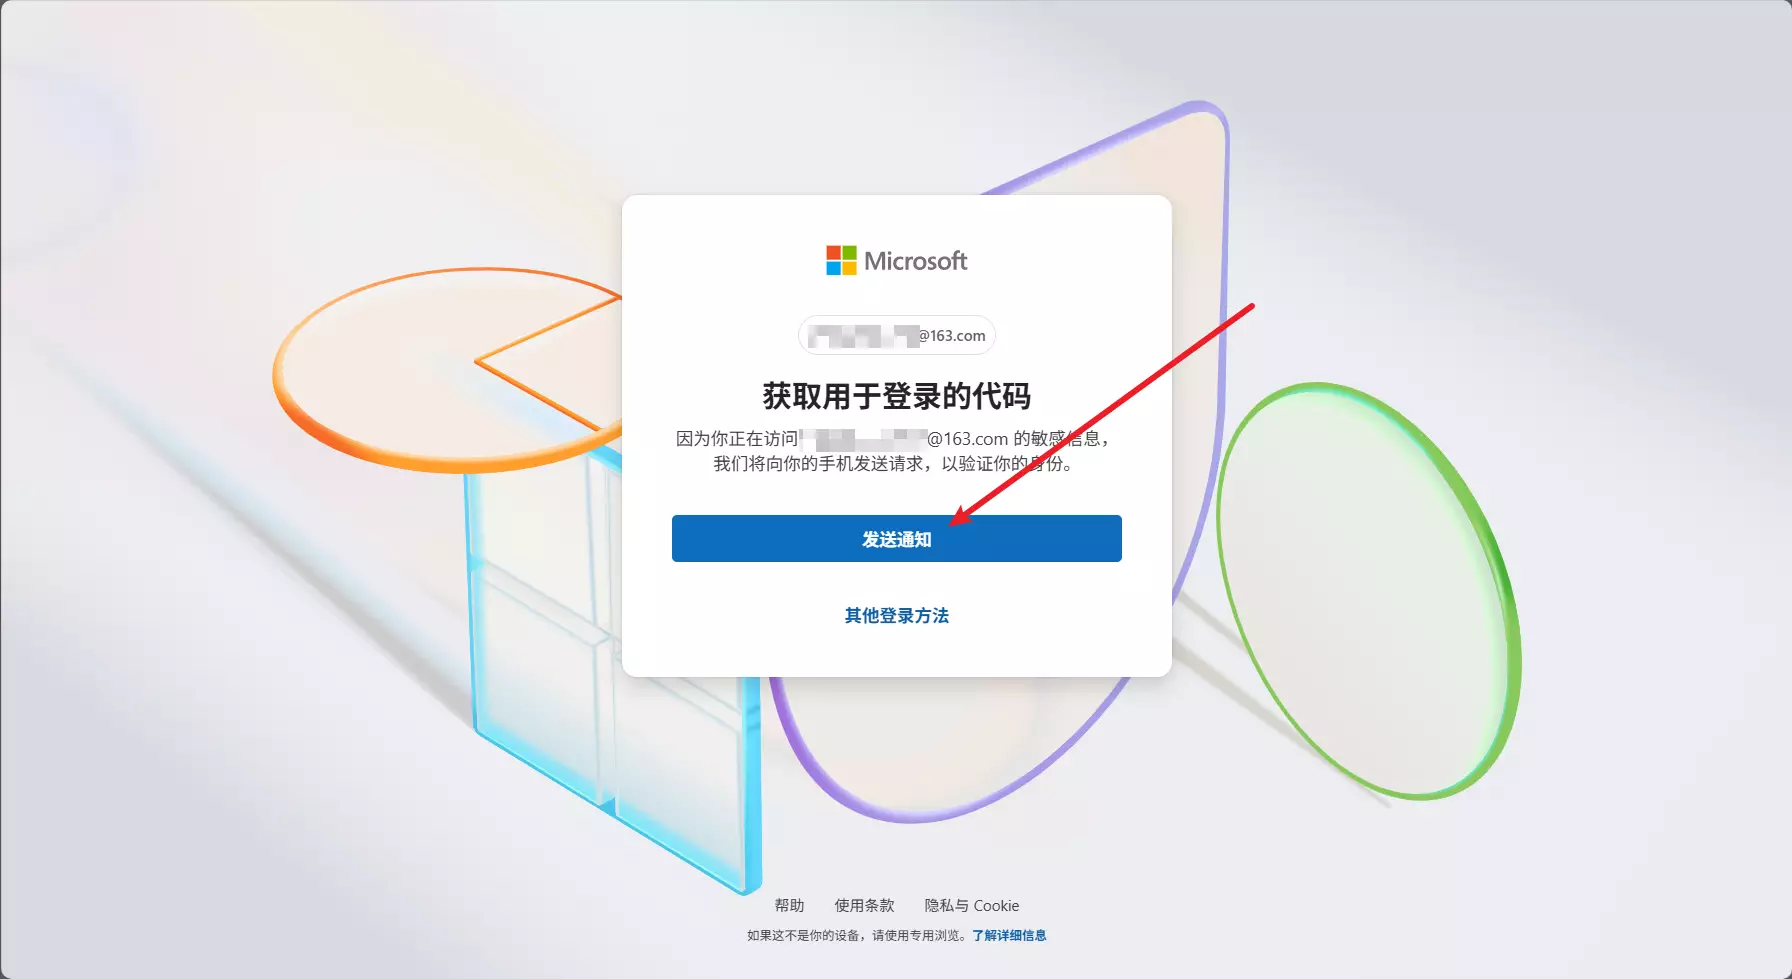 Microsoft
@163.com
获取用于登录的代码
因为你正在访问@163.com 的敏感信息，
我们将向你的手机发送请求，以验证你的身份。
发送通知
其他登录方法
帮助 使用条款 隐私与 Cookie
如果这不是你的设备，请使用专用浏览。了解详细信息